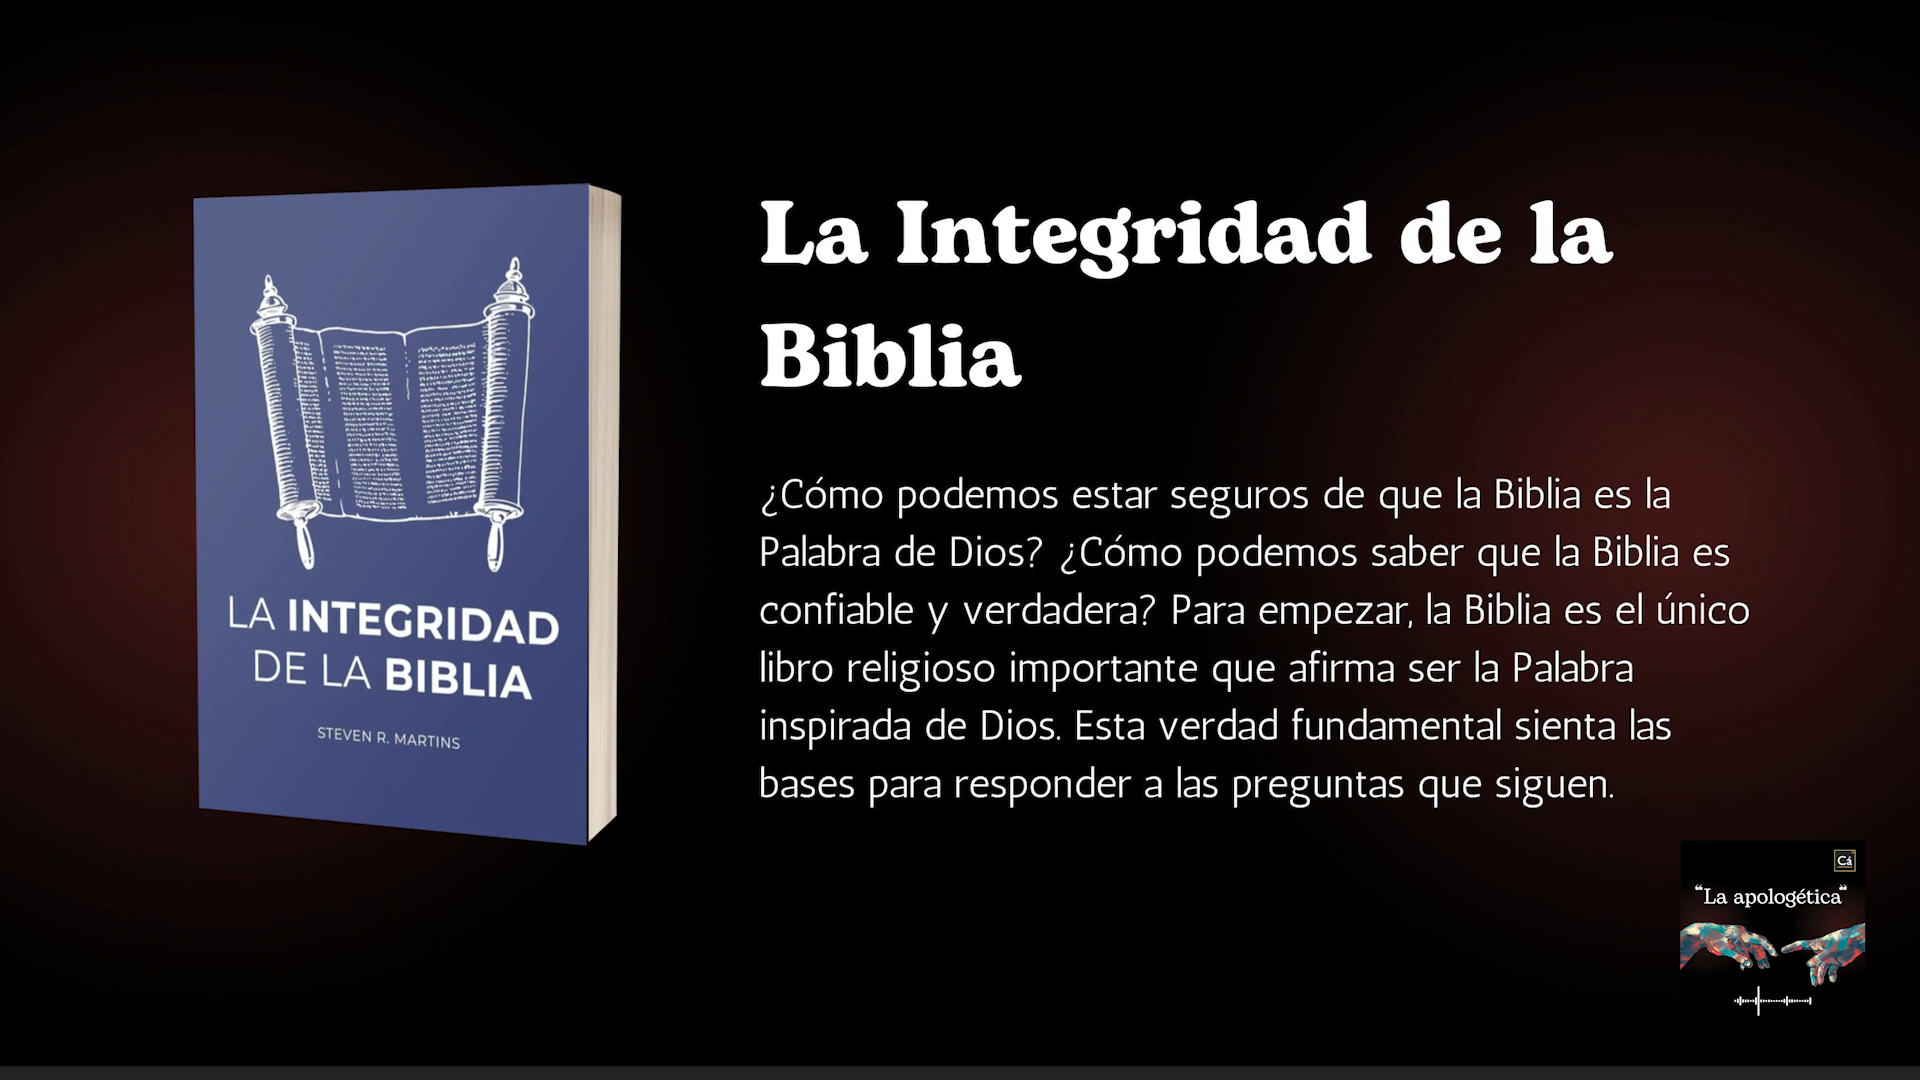 LA INTEGRIDAD
DE LA BIBLIA
STEVEN R. MARTINS
La Integridad de la
Biblia
¿Cómo podemos estar seguros de que la Biblia es la
Palabra de Dios? ¿Cómo podemos saber que la Biblia es
confiable y verdadera? Para empezar, la Biblia es el único
libro religioso importante que afirma ser la Palabra
inspirada de Dios. Esta verdad fundamental sienta las
bases para responder a las preguntas que siguen.
Cá
“La apologética”